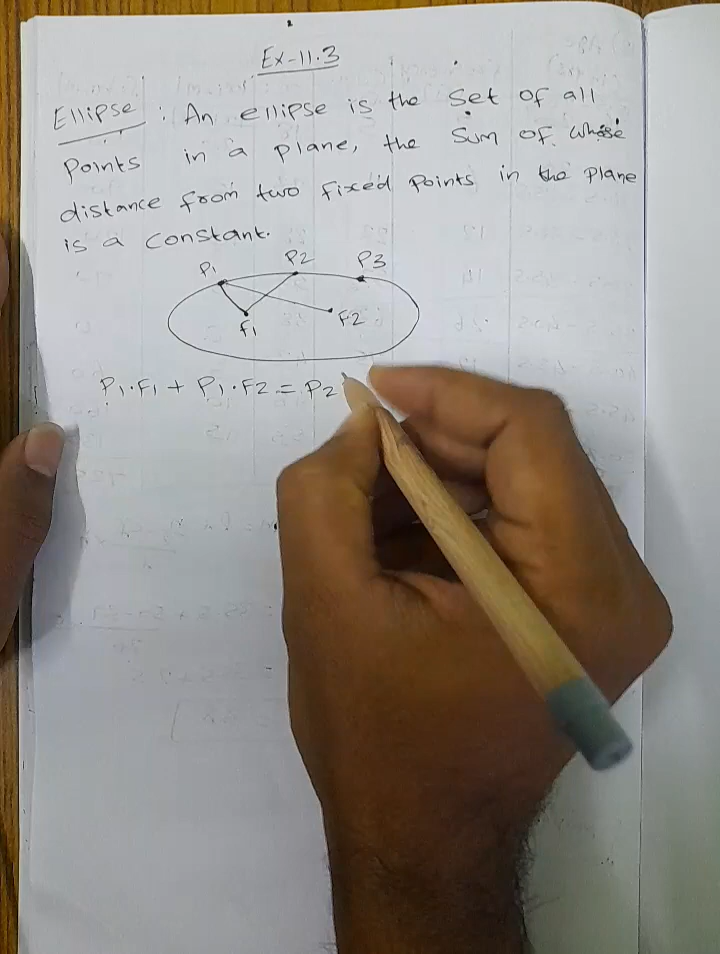 Ex-11.3
Ellipse : An ellipse is the set of all
points in a plane, the sum of whose
distance from two fixed points in the plane
is a constant.
P1 P2 P3
F1 F2
P1.F1 + P1.F2 = P2